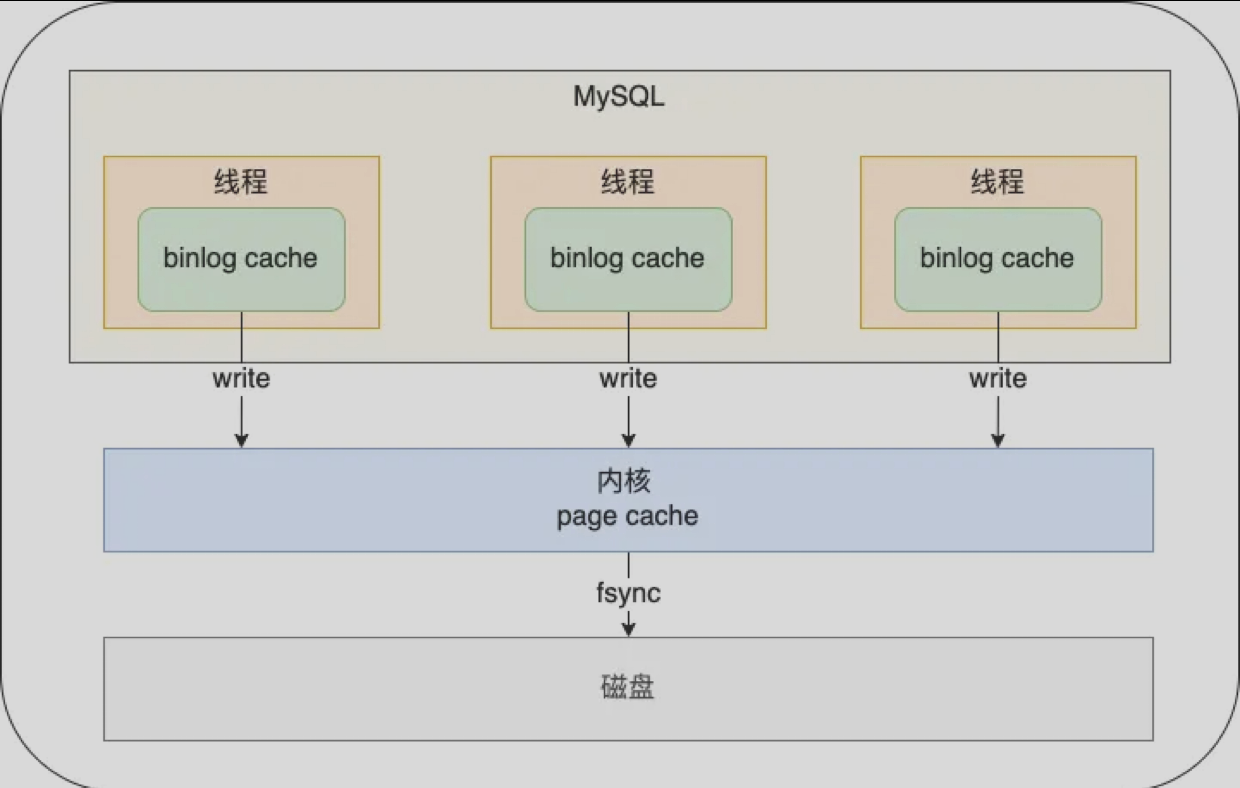 MySQL
线程
线程
线程
binlog cache
binlog cache
binlog cache
write
write
write
内核
page cache
fsync
磁盘